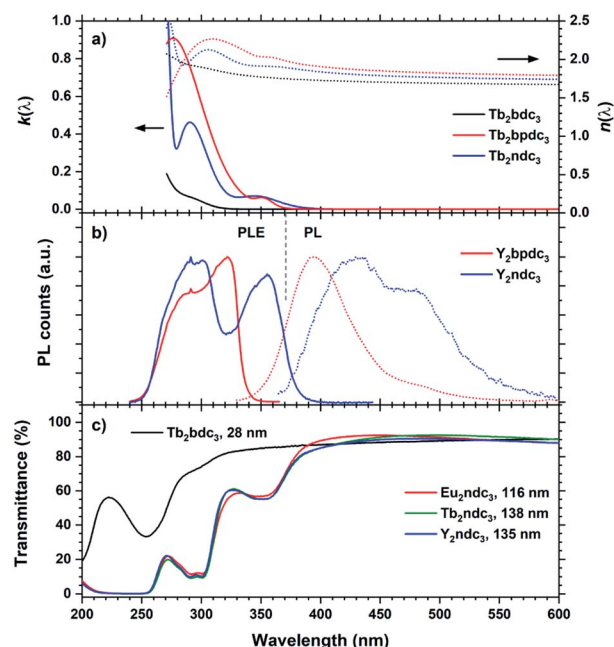 a)
k(λ)
n(λ)
1.0
0.8
0.6
0.4
0.2
0.0
2.5
2.0
1.5
1.0
0.5
0.0
Tb₂bdc₃
Tb₂bpdc₃
Tb₂ndc₃
b)
PLE
PL
Y₂bpdc₃
Y₂ndc₃
PL counts (a.u.)
c)
Tb₂bdc₃, 28 nm
Eu₂ndc₃, 116 nm
Tb₂ndc₃, 138 nm
Y₂ndc₃, 135 nm
Transmittance (%)
100
80
60
40
20
0
200
250
300
350
400
450
500
550
600
Wavelength (nm)